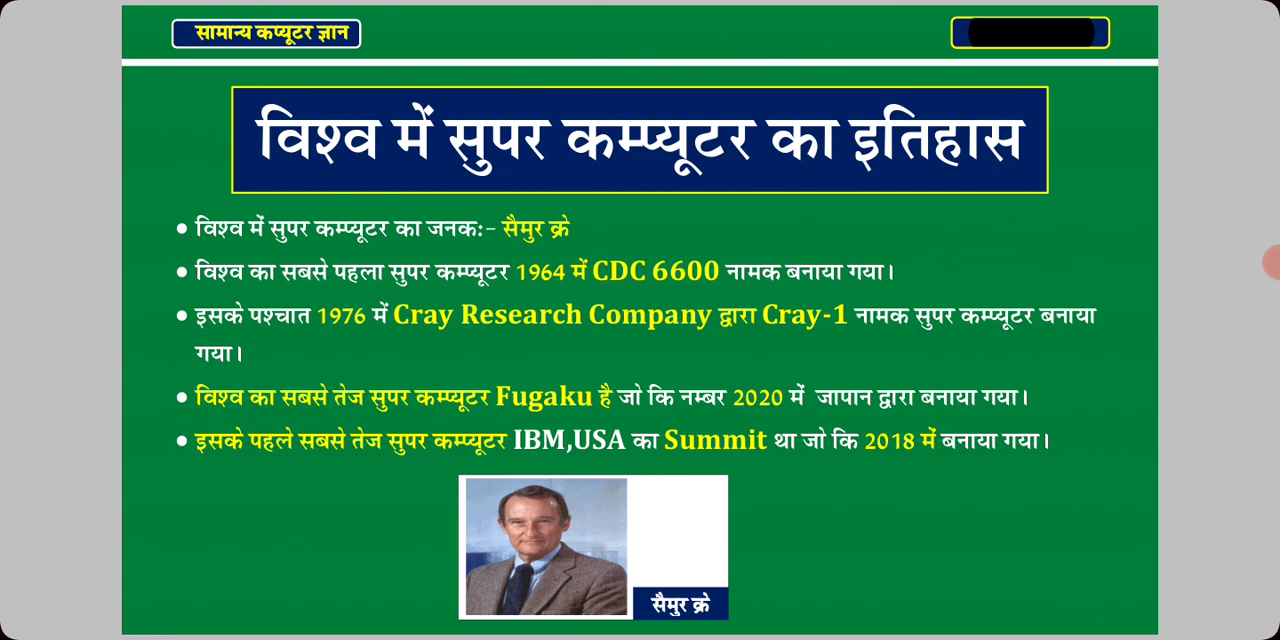 सामान्य कप्यूटर ज्ञान
विश्व में सुपर कम्प्यूटर का इतिहास
• विश्व में सुपर कम्प्यूटर का जनकः- सैमुर क्रे
• विश्व का सबसे पहला सुपर कम्प्यूटर 1964 में CDC 6600 नामक बनाया गया।
• इसके पश्चात 1976 में Cray Research Company द्वारा Cray-1 नामक सुपर कम्प्यूटर बनाया
गया।
• विश्व का सबसे तेज सुपर कम्प्यूटर Fugaku है जो कि नम्बर 2020 में जापान द्वारा बनाया गया।
• इसके पहले सबसे तेज सुपर कम्प्यूटर IBM,USA का Summit था जो कि 2018 में बनाया गया।
सैमुर क्रे